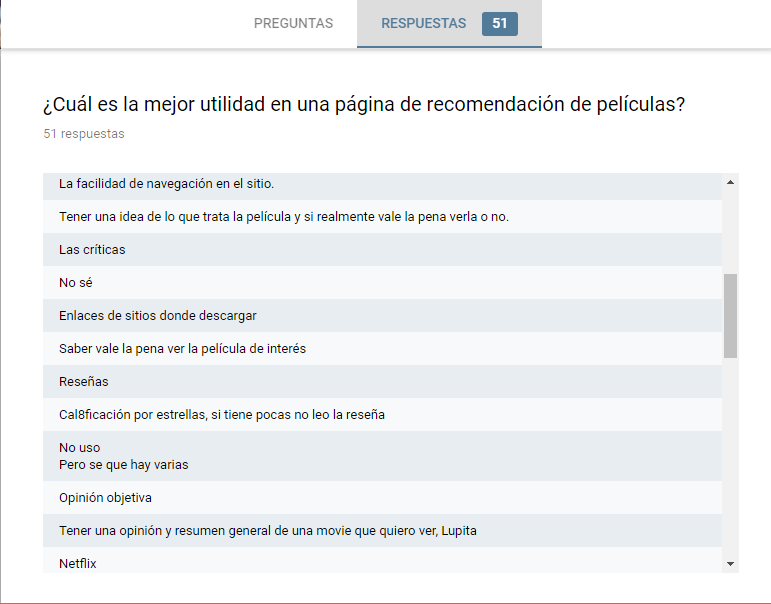 PREGUNTAS
RESPUESTAS 51
¿Cuál es la mejor utilidad en una página de recomendación de películas?
51 respuestas
La facilidad de navegación en el sitio.
Tener una idea de lo que trata la película y si realmente vale la pena verla o no.
Las críticas
No sé
Enlaces de sitios donde descargar
Saber vale la pena ver la película de interés
Reseñas
Cal8ficación por estrellas, si tiene pocas no leo la reseña
No uso
Pero se que hay varias
Opinión objetiva
Tener una opinión y resumen general de una movie que quiero ver, Lupita
Netflix